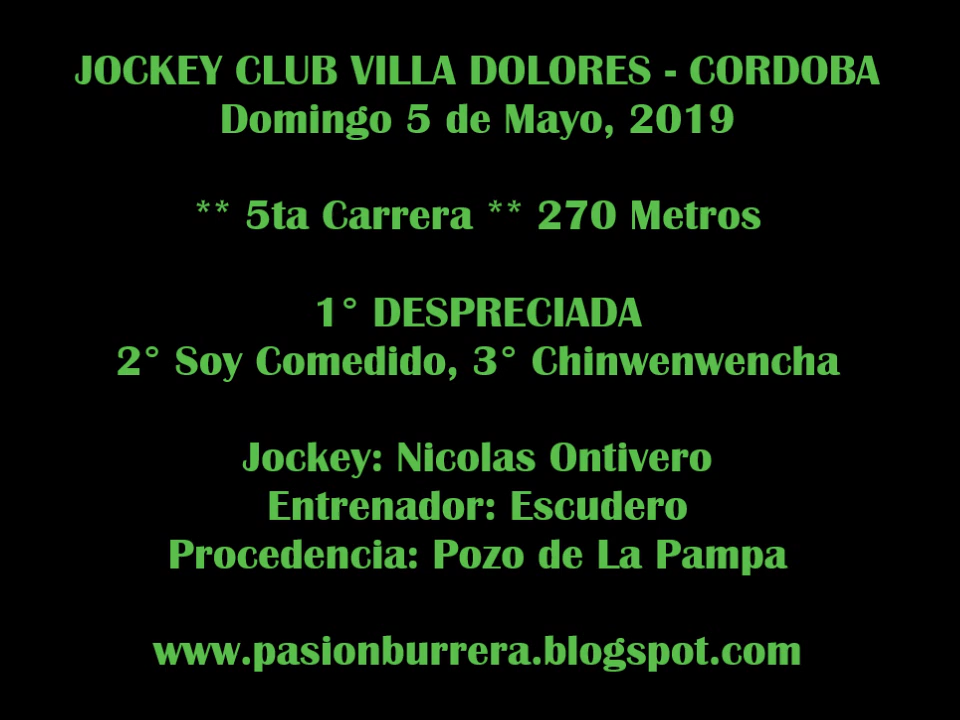 JOCKEY CLUB VILLA DOLORES - CORDOBA
Domingo 5 de Mayo, 2019
** 5ta Carrera ** 270 Metros
1° DESPRECIADA
2° Soy Comedido, 3° Chinwenwencha
Jockey: Nicolas Ontivero
Entrenador: Escudero
Procedencia: Pozo de La Pampa
www.pasionburrera.blogspot.com